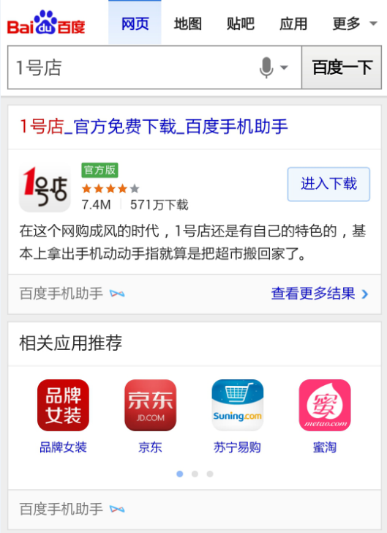 Bai du 百度
网页 地图 贴吧 应用 更多
1号店 百度一下
1号店_官方免费下载_百度手机助手
1号店
官方版
7.4M 571万下载
进入下载
在这个网购成风的时代，1号店还是有自己的特色的，基
本上拿出手机动动手指就算是把超市搬回家了。
百度手机助手 查看更多结果
相关应用推荐
品牌
女装
京东
JD.COM
Suning.com
蜜
metao.com
品牌女装 京东 苏宁易购 蜜淘
百度手机助手